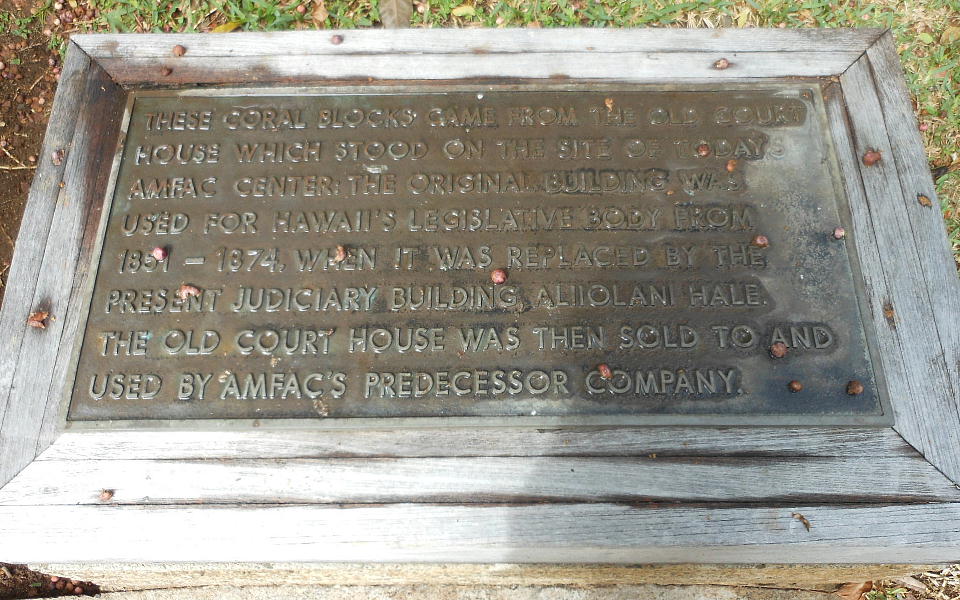 THESE CORAL BLOCKS CAME FROM THE OLD COURT
HOUSE WHICH STOOD ON THE SITE OF TODAY'S
AMFAC CENTER: THE ORIGINAL BUILDING WAS
USED FOR HAWAII'S LEGISLATIVE BODY FROM
1851 – 1874, WHEN IT WAS REPLACED BY THE
PRESENT JUDICIARY BUILDING, ALIIOLANI HALE.
THE OLD COURT HOUSE WAS THEN SOLD TO AND
USED BY AMFAC'S PREDECESSOR COMPANY.